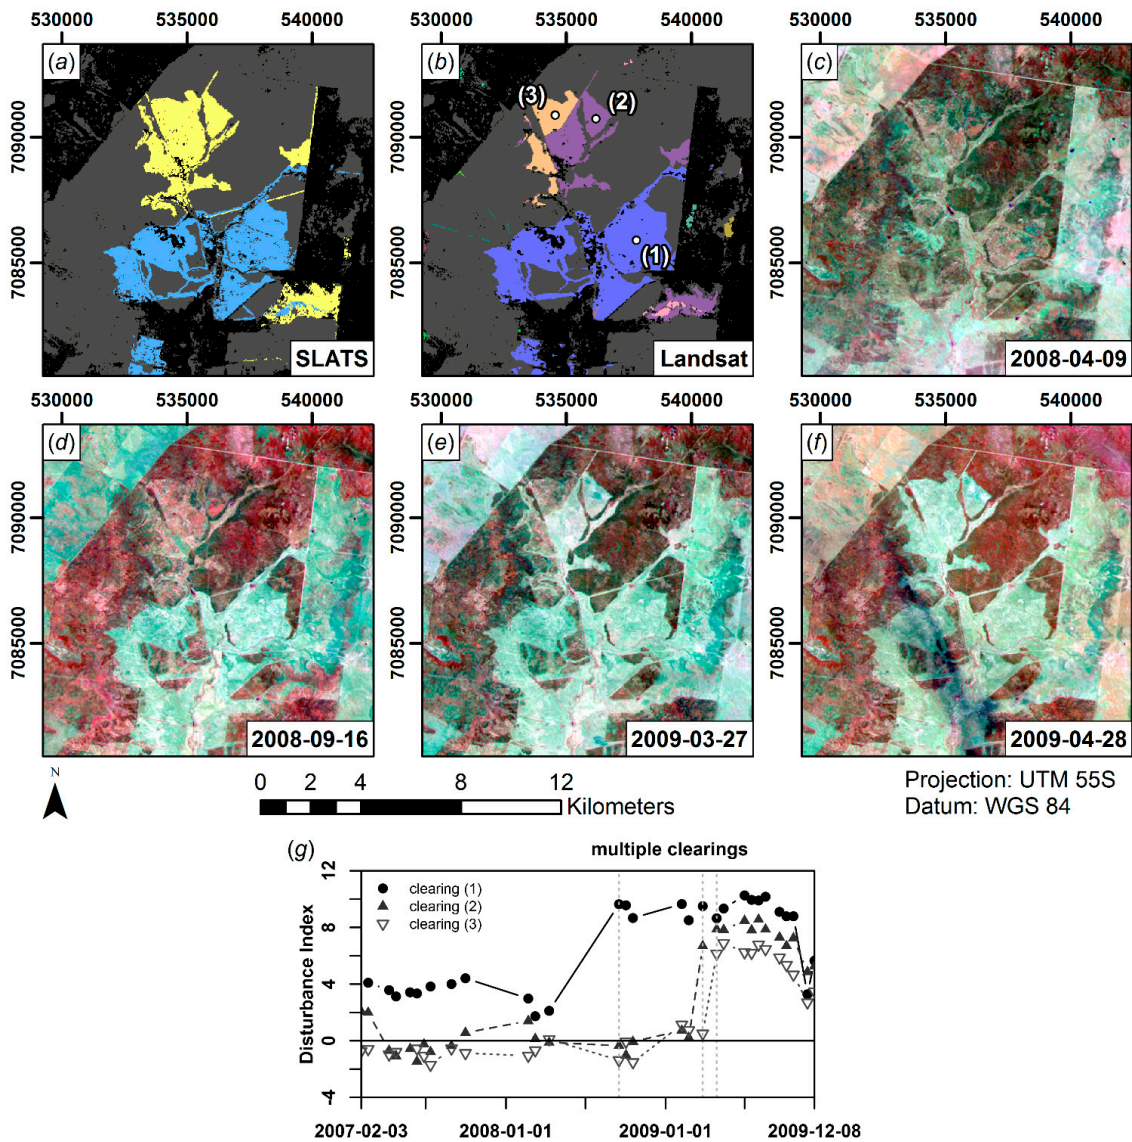 530000 535000 540000 530000 535000 540000 530000 535000 540000
(a) (b) (c)
7090000 7090000 7090000
7085000 7085000 7085000
(3) (2)
(1)
SLATS Landsat 2008-04-09
530000 535000 540000 530000 535000 540000 530000 535000 540000
(d) (e) (f)
7090000 7090000 7090000
7085000 7085000 7085000
2008-09-16 2009-03-27 2009-04-28
N
0 2 4 8 12
Kilometers
Projection: UTM 55S
Datum: WGS 84
(g) multiple clearings
Disturbance Index
12
8
4
0
-4
clearing (1)
clearing (2)
clearing (3)
2007-02-03 2008-01-01 2009-01-01 2009-12-08